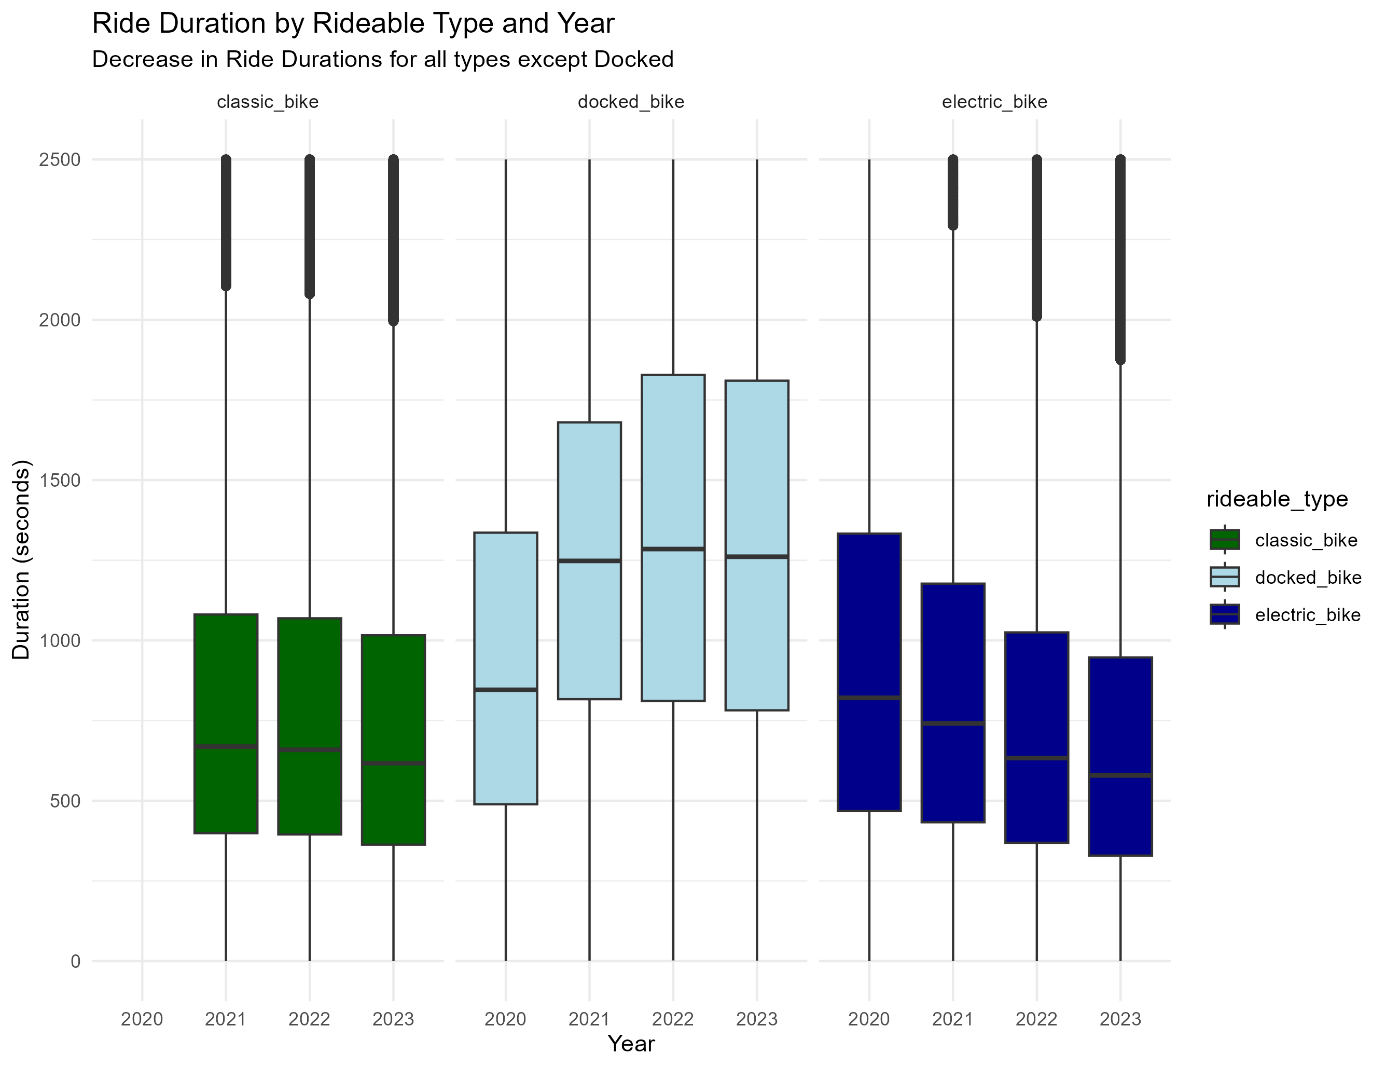 Ride Duration by Rideable Type and Year
Decrease in Ride Durations for all types except Docked
classic_bike docked_bike electric_bike
2500
2000
1500
1000
500
0
Duration (seconds)
2020 2021 2022 2023 2020 2021 2022 2023 2020 2021 2022 2023
Year
rideable_type
classic_bike
docked_bike
electric_bike